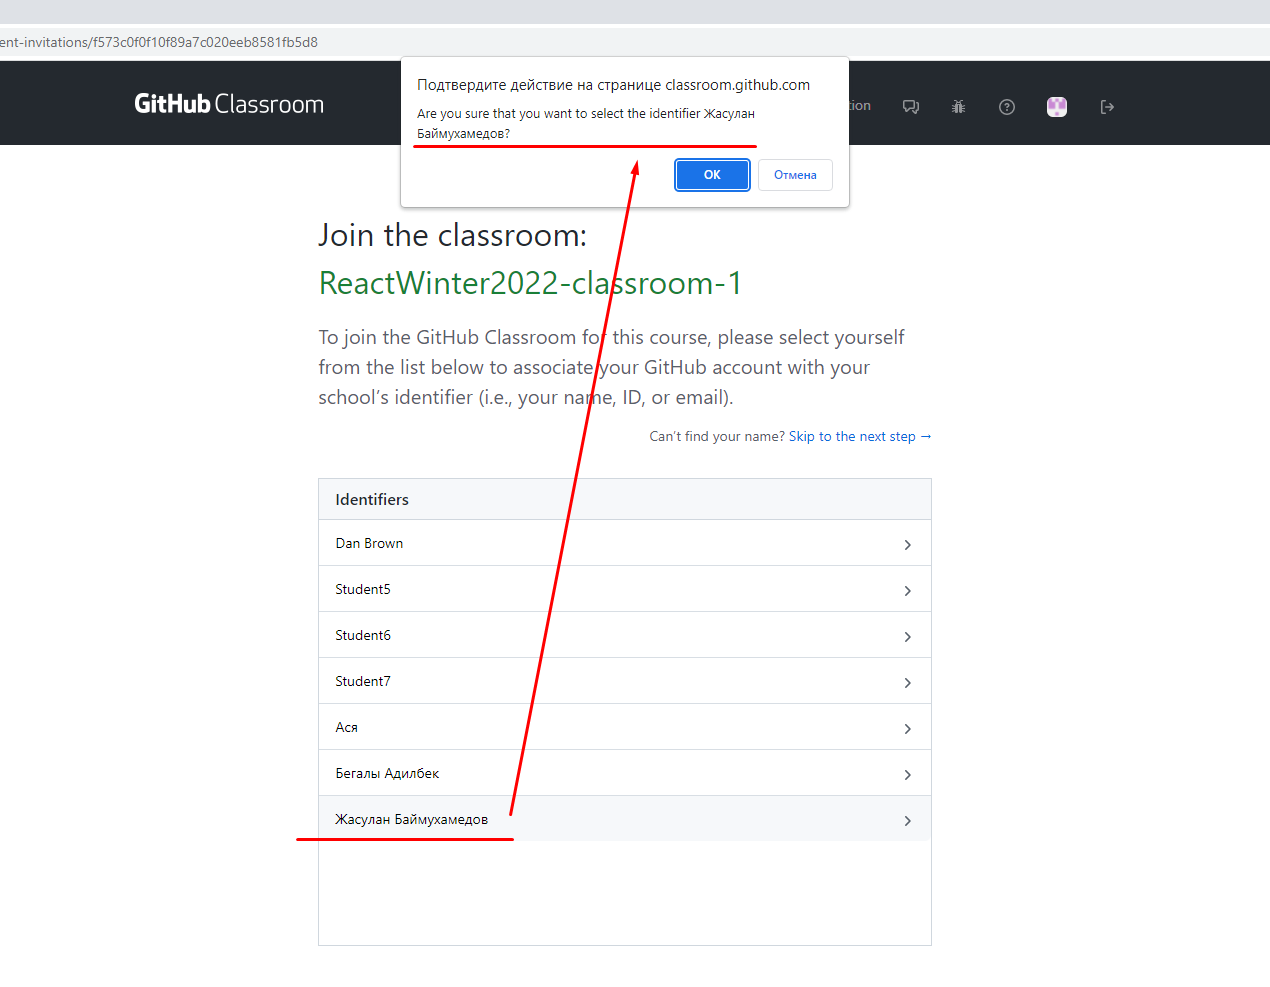 ent-invitations/f573c0f0f10f89a7c020eeb8581fb5d8
Подтвердите действие на странице classroom.github.com
Are you sure that you want to select the identifier Жасулан
Баймухамедов?
OK
Отмена
GitHub Classroom
tion
Join the classroom:
ReactWinter2022-classroom-1
To join the GitHub Classroom for this course, please select yourself
from the list below to associate your GitHub account with your
school’s identifier (i.e., your name, ID, or email).
Can’t find your name? Skip to the next step →
Identifiers
Dan Brown
Student5
Student6
Student7
Ася
Бегалы Адилбек
Жасулан Баймухамедов